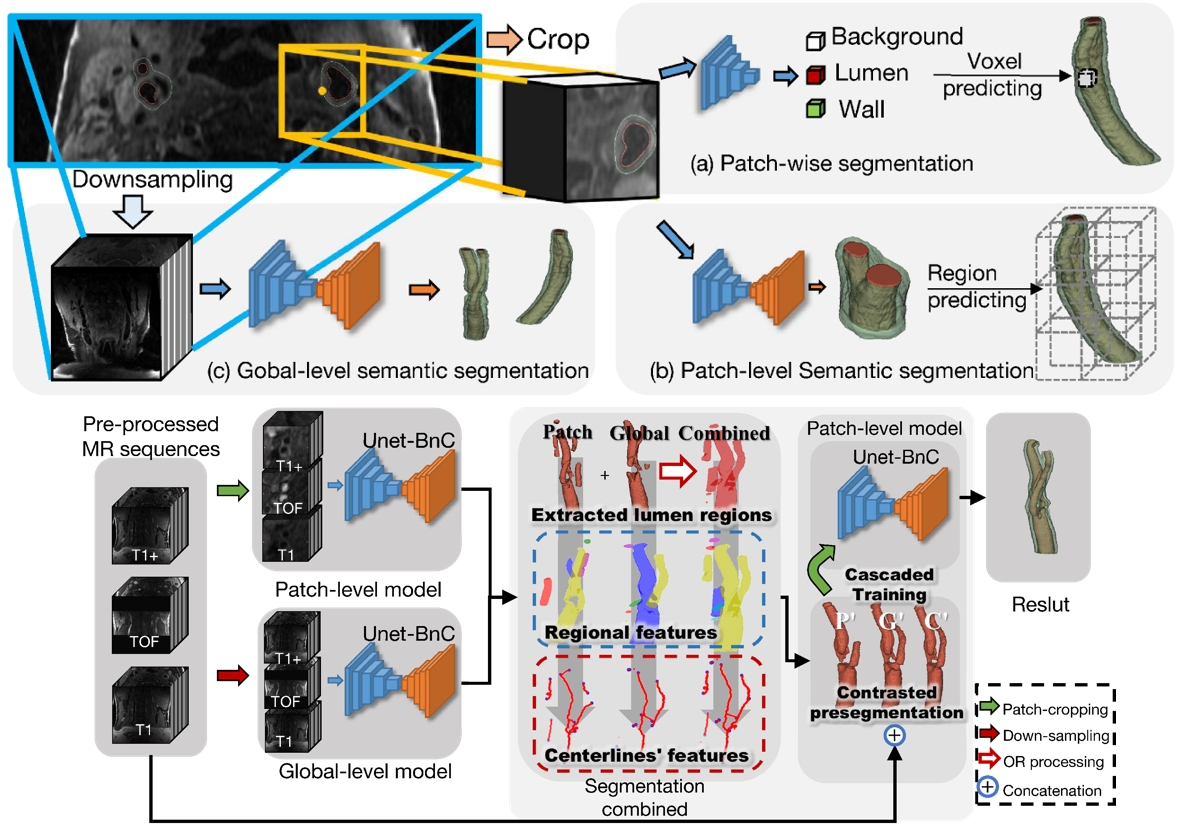 Crop
Background
Lumen
Wall
Voxel
predicting
(a) Patch-wise segmentation
Downsampling
Region
predicting
(c) Gobal-level semantic segmentation
(b) Patch-level Semantic segmentation
Pre-processed
MR sequences
T1+
TOF
T1
T1+
TOF
T1
Unet-BnC
Patch-level model
T1+
TOF
T1
Unet-BnC
Global-level model
Patch
Global
Combined
+
Extracted lumen regions
Regional features
Centerlines' features
Segmentation
combined
Patch-level model
Unet-BnC
Cascaded
Training
P'
G'
C'
Contrasted
presegmentation
+
Reslut
Patch-cropping
Down-sampling
OR processing
+ Concatenation